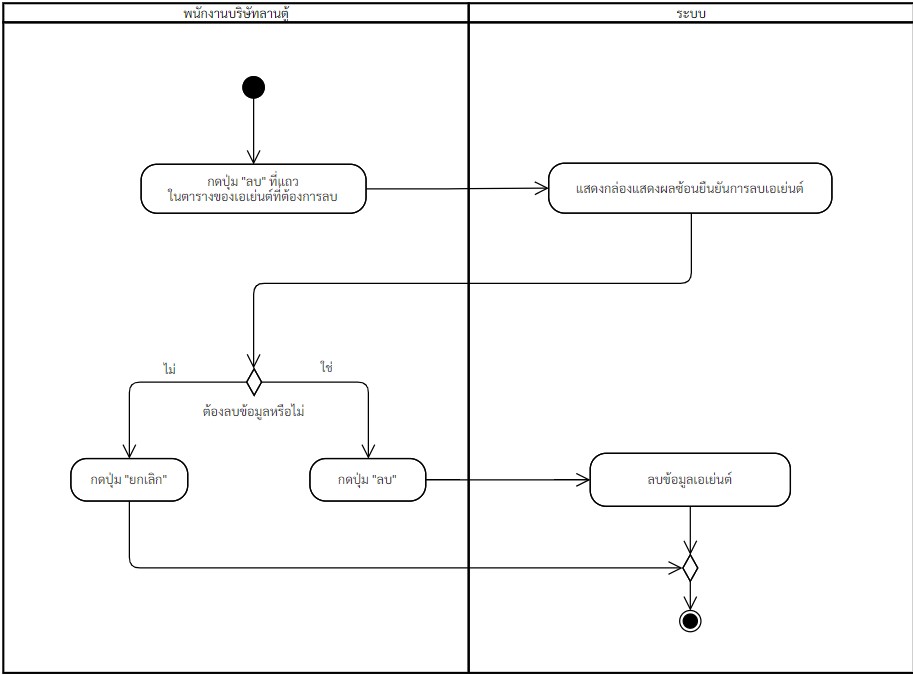 พนักงานบริษัทลานตู้
ระบบ
กดปุ่ม "ลบ" ที่แถว
ในตารางของเอเย่นต์ที่ต้องการลบ
แสดงกล่องแสดงผลซ้อนยืนยันการลบเอเย่นต์
ไม่
ใช่
ต้องลบข้อมูลหรือไม่
กดปุ่ม "ยกเลิก"
กดปุ่ม "ลบ"
ลบข้อมูลเอเย่นต์